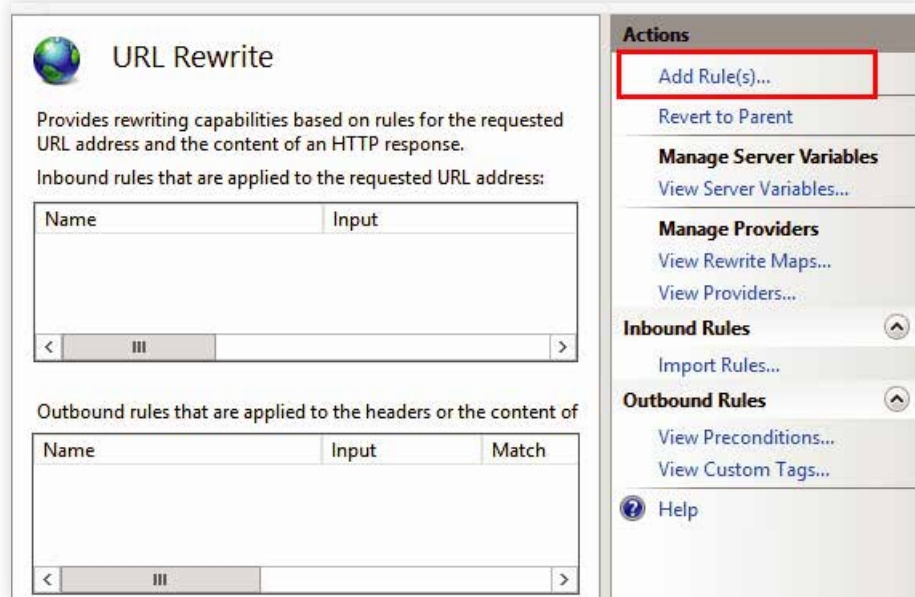 URL Rewrite
Provides rewriting capabilities based on rules for the requested
URL address and the content of an HTTP response.
Inbound rules that are applied to the requested URL address:
Name Input
Outbound rules that are applied to the headers or the content of
Name Input Match
Actions
Add Rule(s)...
Revert to Parent
Manage Server Variables
View Server Variables...
Manage Providers
View Rewrite Maps...
View Providers...
Inbound Rules
Import Rules...
Outbound Rules
View Preconditions...
View Custom Tags...
Help